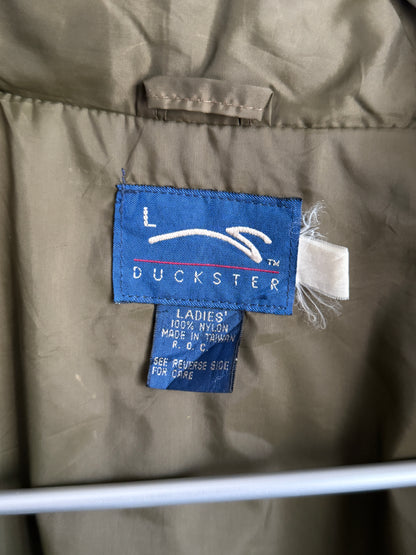 L
TM
DUCKSTER
LADIES'
100% NYLON
MADE IN TAIWAN
R. O. C.
SEE REVERSE SIDE
FOR CARE